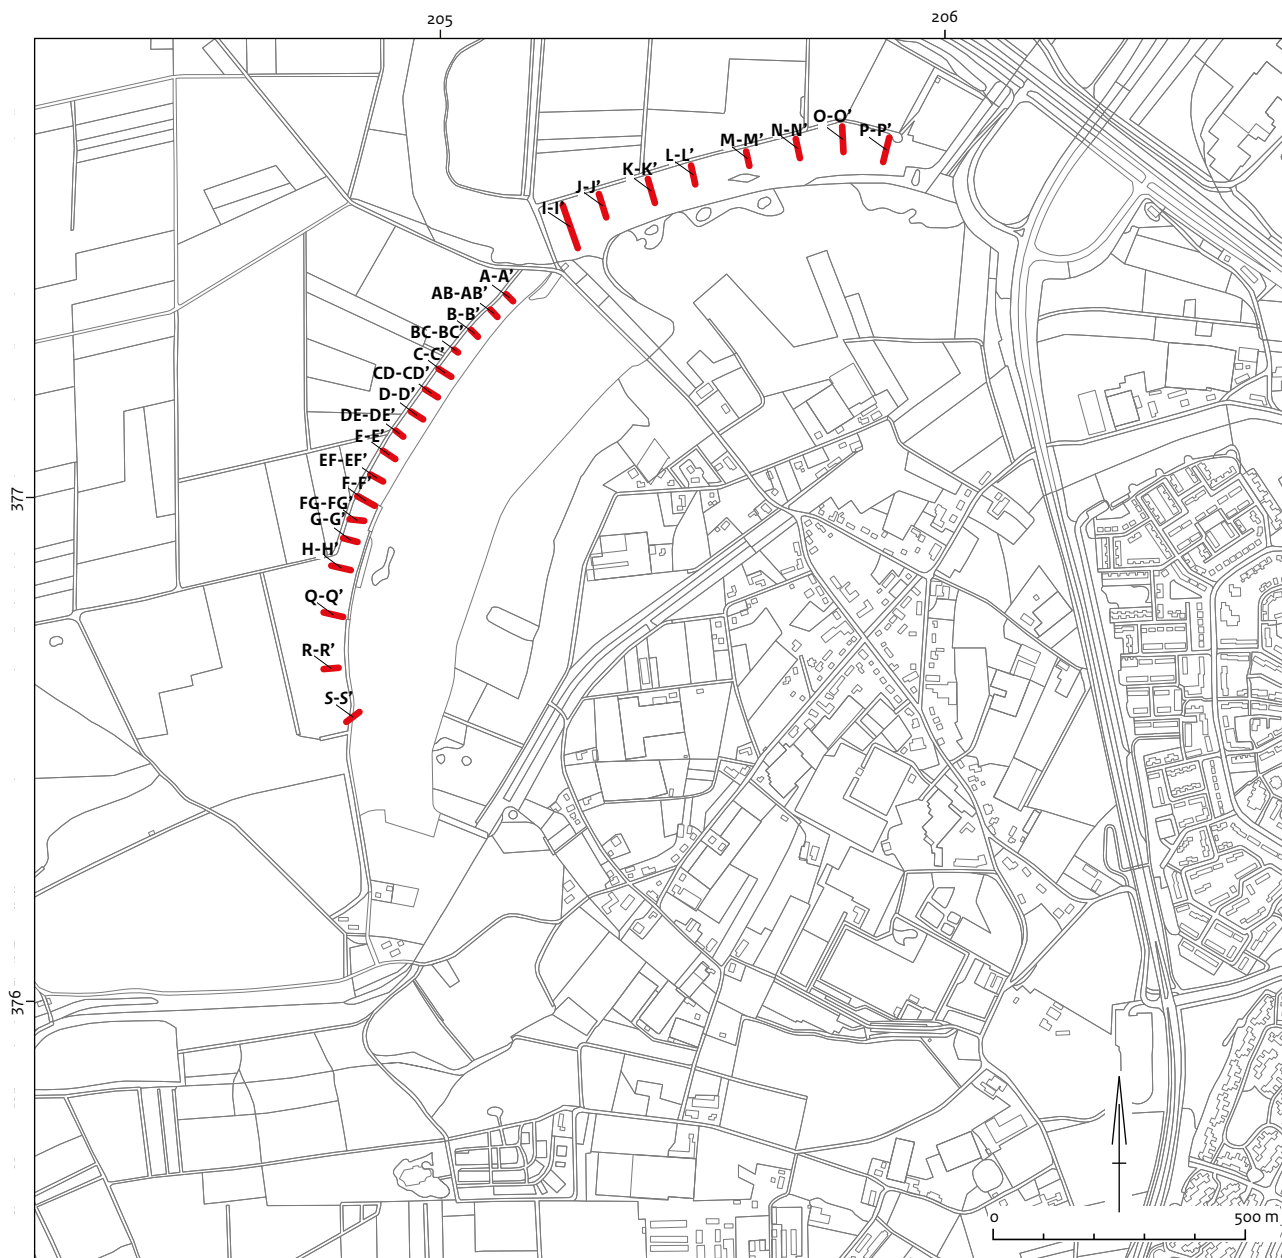 205
206
O-O’
N-N’
P-P’
M-M’
L-L’
K-K’
J-J’
I-I’
A-A’
AB-AB’
B-B’
BC-BC’
C-C’
CD-CD’
D-D’
DE-DE’
E-E’
EF-EF’
F-F’
377
FG-FG’
G-G’
H-H’
Q-Q’
R-R’
S-S’
376
0
500 m